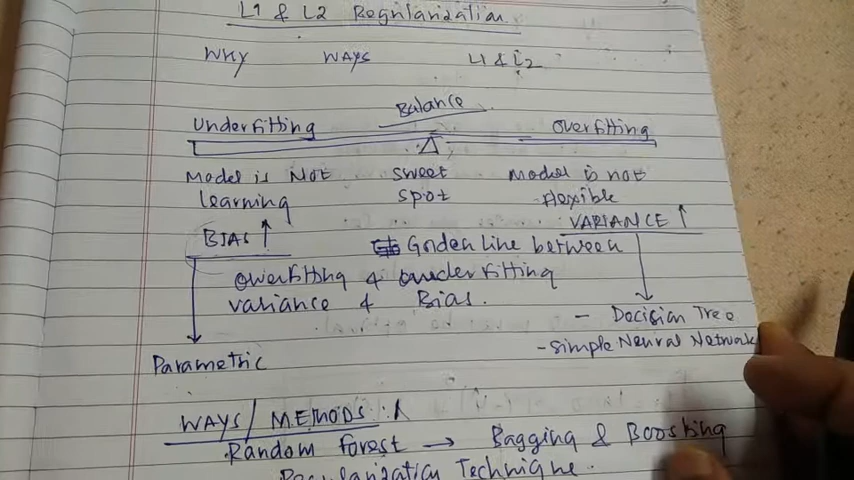 L1 & L2 Regularization
WHY WAYS L1 & L2
Balance
Underfitting Overfitting
Model is Not sweet Model is not
learning spot flexible
BIAS ↑ VARIANCE ↑
Golden Line between
overfitting & underfitting
variance & Bias.
- Decision Tree
Parametric - Simple Neural Network
WAYS / METHODS :
Random forest → Bagging & Boosting
Regularization Technique.